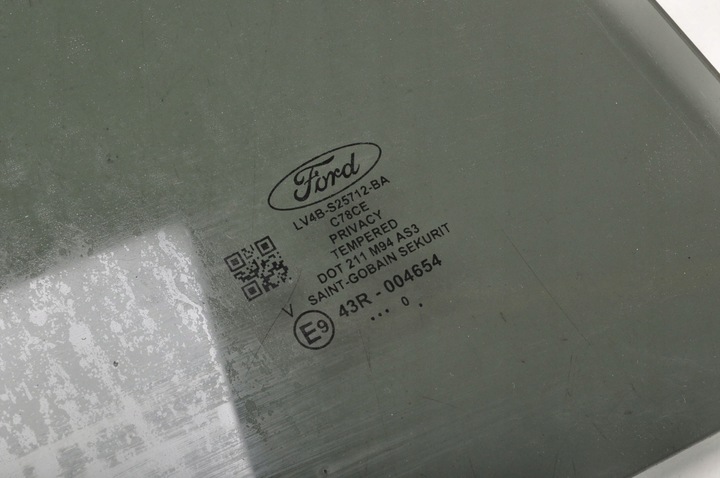 Ford
LV4B-S25712-BA
C78CE
PRIVACY
TEMPERED
DOT 211 M94 AS3
SAINT-GOBAIN SEKURIT
V
E9 43R - 004654
... 0 .